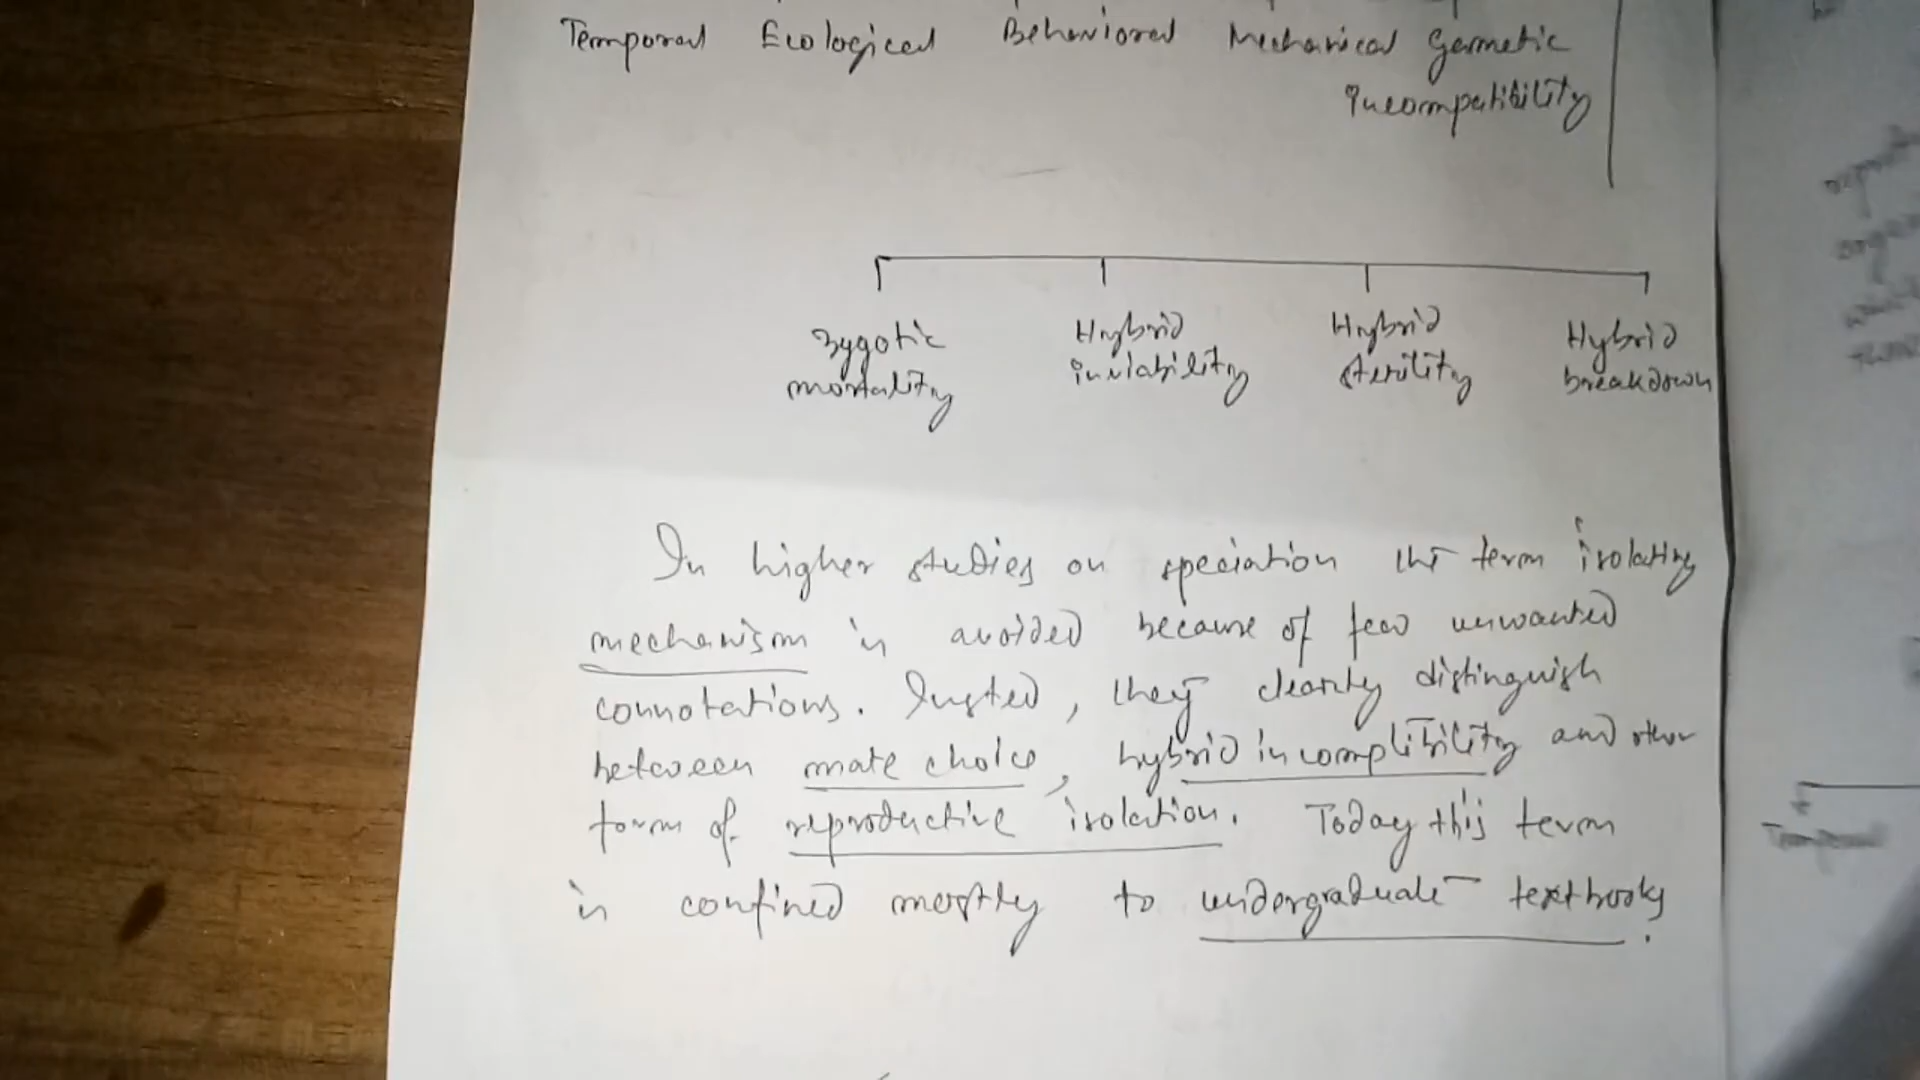 Temporal Ecological Behavioral Mechanical Gametic
incompatibility
Zygotic mortality
Hybrid inviability
Hybrid sterility
Hybrid breakdown
In higher studies on speciation the term isolating
mechanism is avoided because of few unwanted
connotations. Insted, they clearly distinguish
between mate choice, hybrid incomplibility and other
form of reproductive isolation. Today this term
is confined mostly to undergraduate textbooks.
Temporal